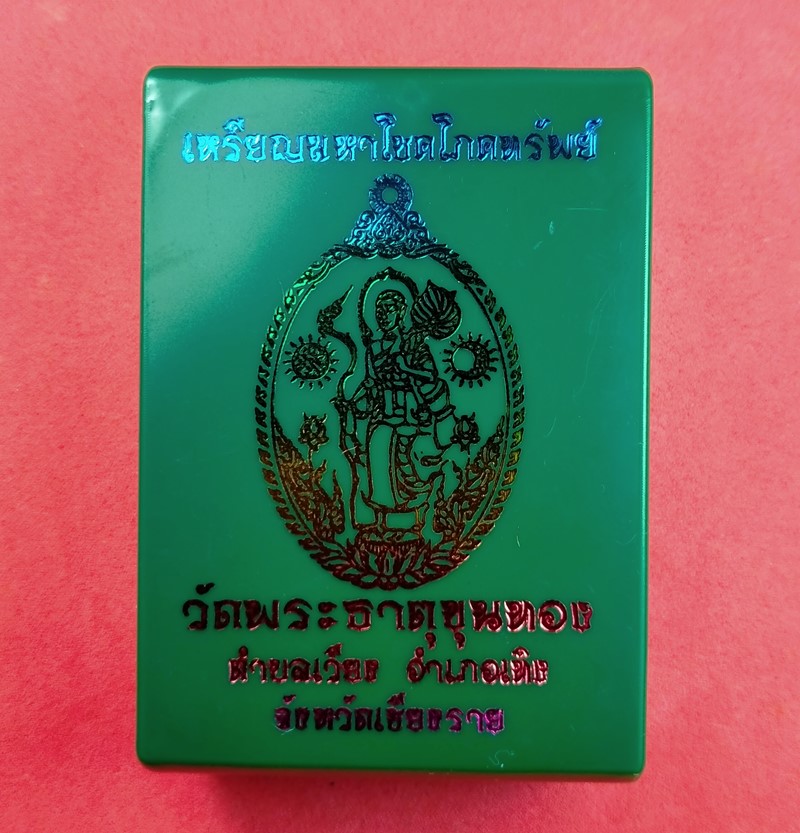 เหรียญมหาโชคโภคทรัพย์
วัดพระธาตุขุนทอง
ตำบลเวียง อำเภอเทิง
จังหวัดเชียงราย